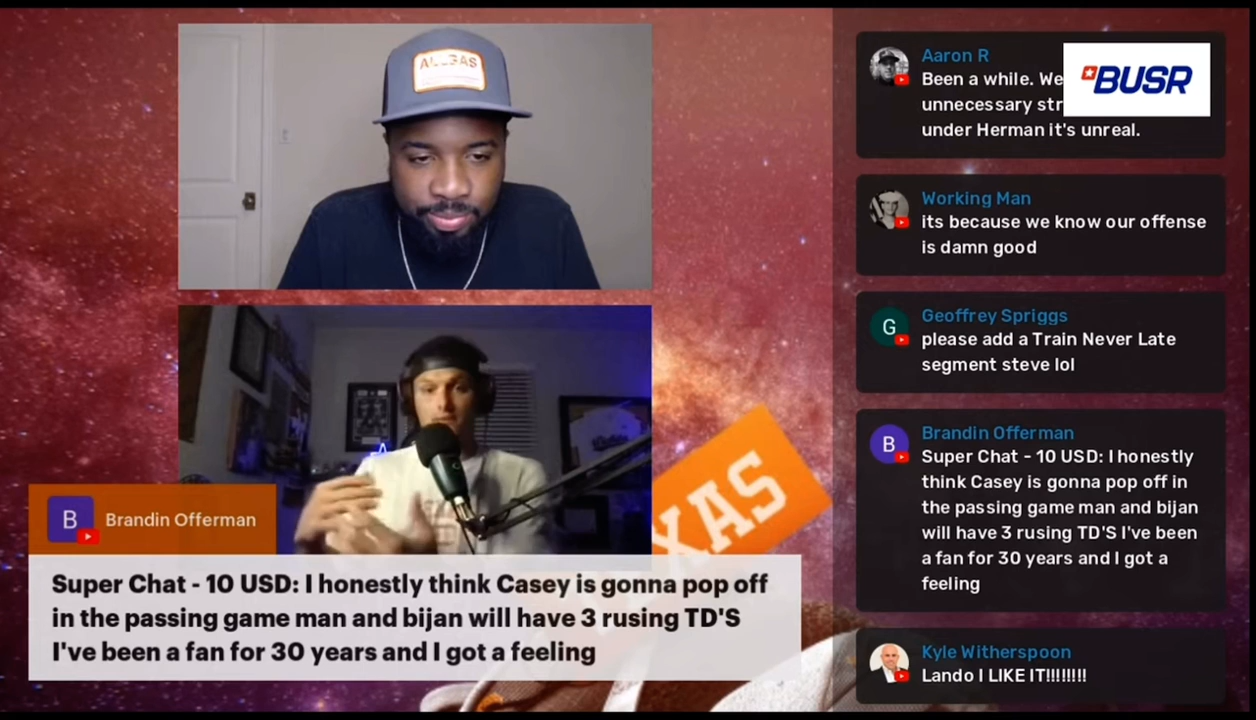 ALLGAS
Aaron R
Been a while. We
unnecessary str
under Herman it's unreal.
BUSR
Working Man
its because we know our offense
is damn good
G
Geoffrey Spriggs
please add a Train Never Late
segment steve lol
B
Brandin Offerman
Super Chat - 10 USD: I honestly
think Casey is gonna pop off in
the passing game man and bijan
will have 3 rusing TD'S I've been
a fan for 30 years and I got a
feeling
Kyle Witherspoon
Lando I LIKE IT!!!!!!!!
XAS
B
Brandin Offerman
Super Chat - 10 USD: I honestly think Casey is gonna pop off
in the passing game man and bijan will have 3 rusing TD'S
I've been a fan for 30 years and I got a feeling